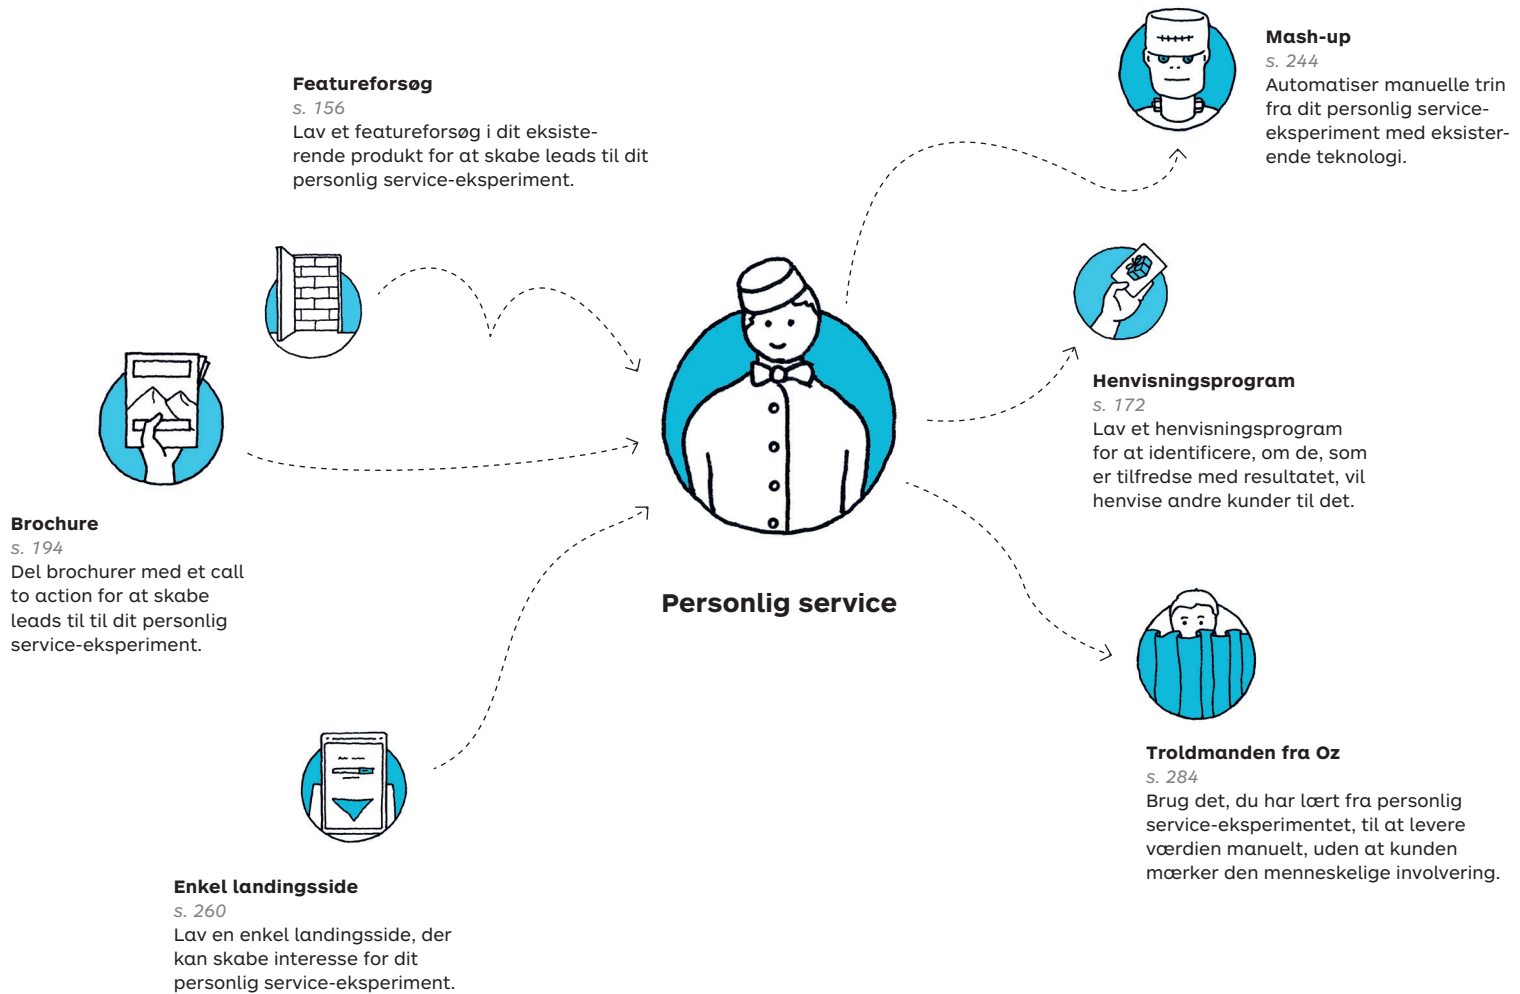 Featureforsøg
s. 156
Lav et featureforsøg i dit eksiste-
rende produkt for at skabe leads til dit
personlig service-eksperiment.
Brochure
s. 194
Del brochurer med et call
to action for at skabe
leads til til dit personlig
service-eksperiment.
Enkel landingsside
s. 260
Lav en enkel landingsside, der
kan skabe interesse for dit
personlig service-eksperiment.
Personlig service
Mash-up
s. 244
Automatiser manuelle trin
fra dit personlig service-
eksperiment med eksister-
ende teknologi.
Henvisningsprogram
s. 172
Lav et henvisningsprogram
for at identificere, om de, som
er tilfredse med resultatet, vil
henvise andre kunder til det.
Troldmanden fra Oz
s. 284
Brug det, du har lært fra personlig
service-eksperimentet, til at levere
værdien manuelt, uden at kunden
mærker den menneskelige involvering.